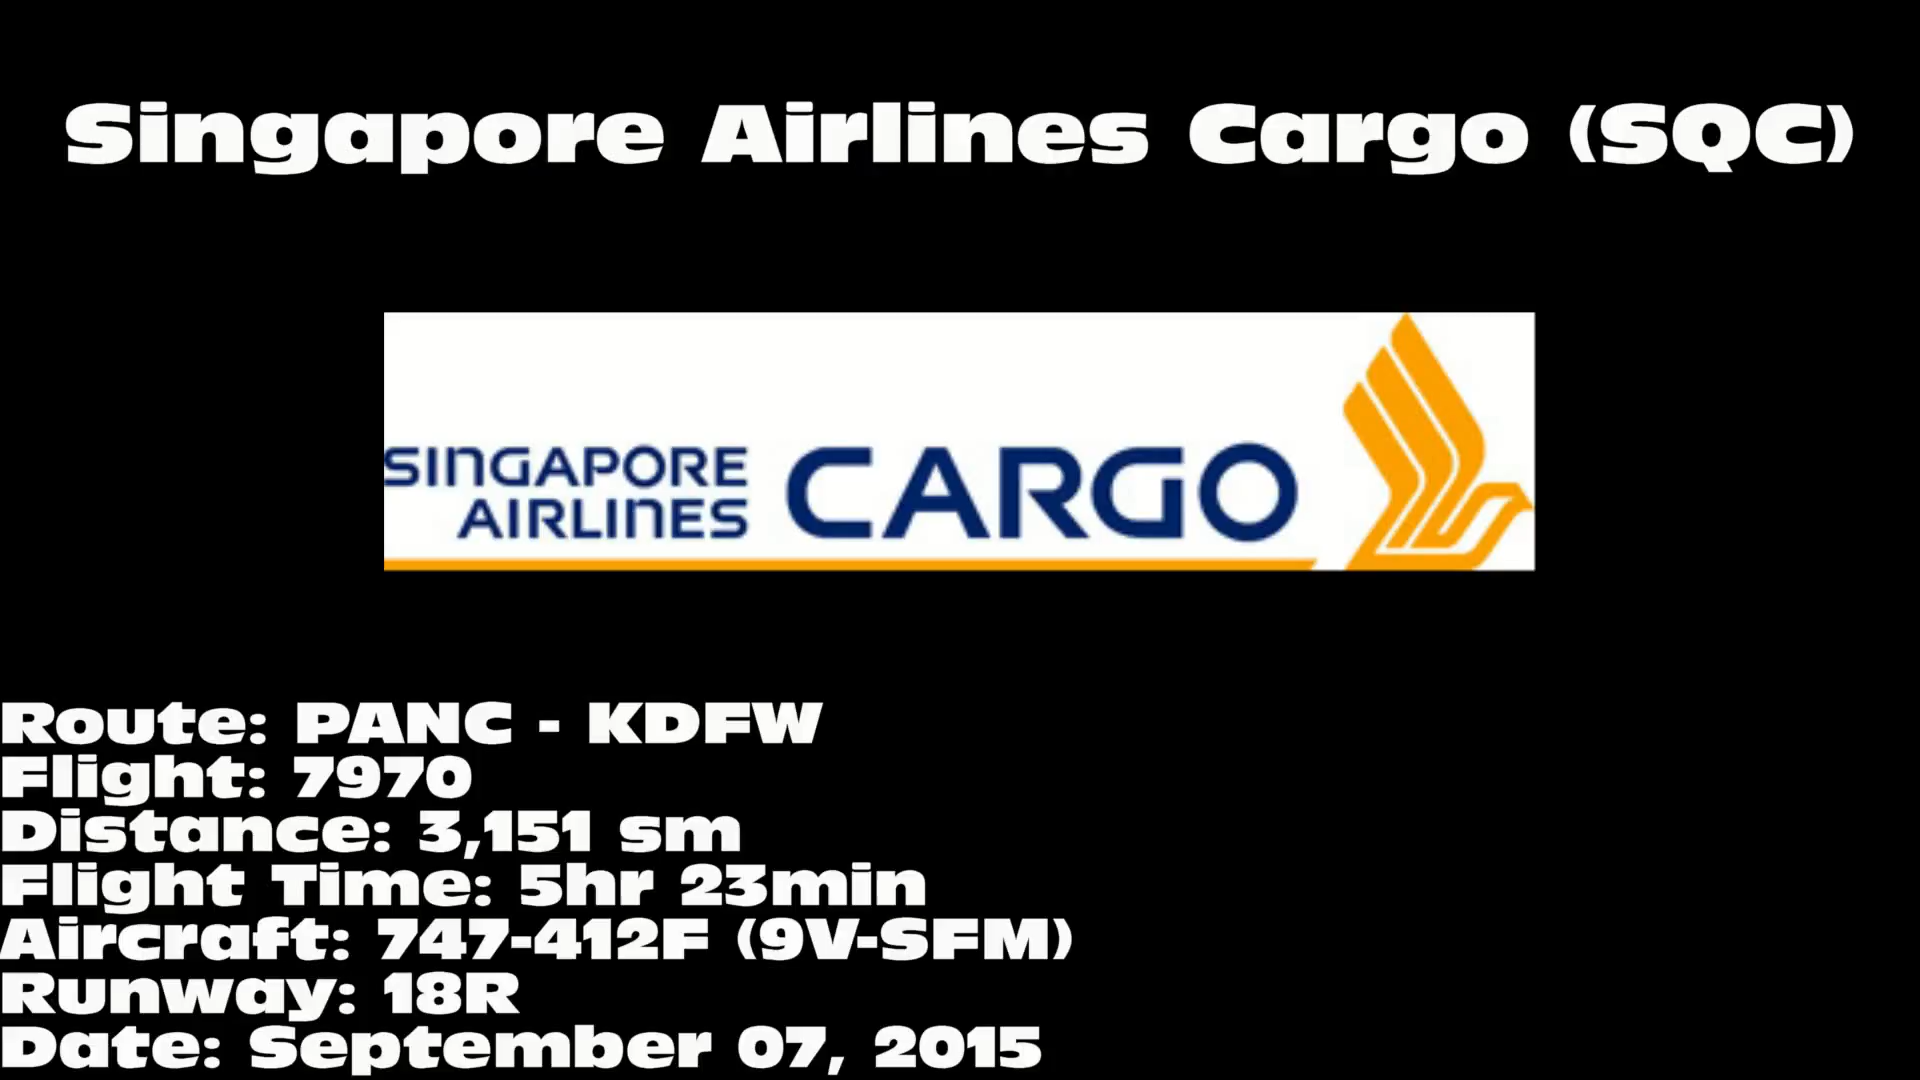 Singapore Airlines Cargo (SQC)
SINGAPORE
AIRLINES CARGO
Route: PANC - KDFW
Flight: 7970
Distance: 3,151 sm
Flight Time: 5hr 23min
Aircraft: 747-412F (9V-SFM)
Runway: 18R
Date: September 07, 2015